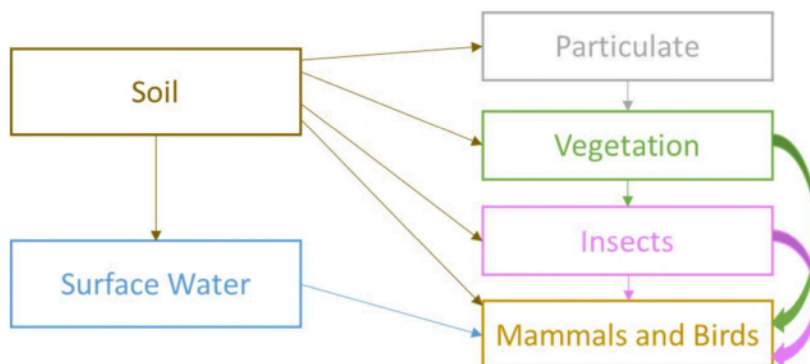 Particulate
Soil
Vegetation
Insects
Surface Water
Mammals and Birds